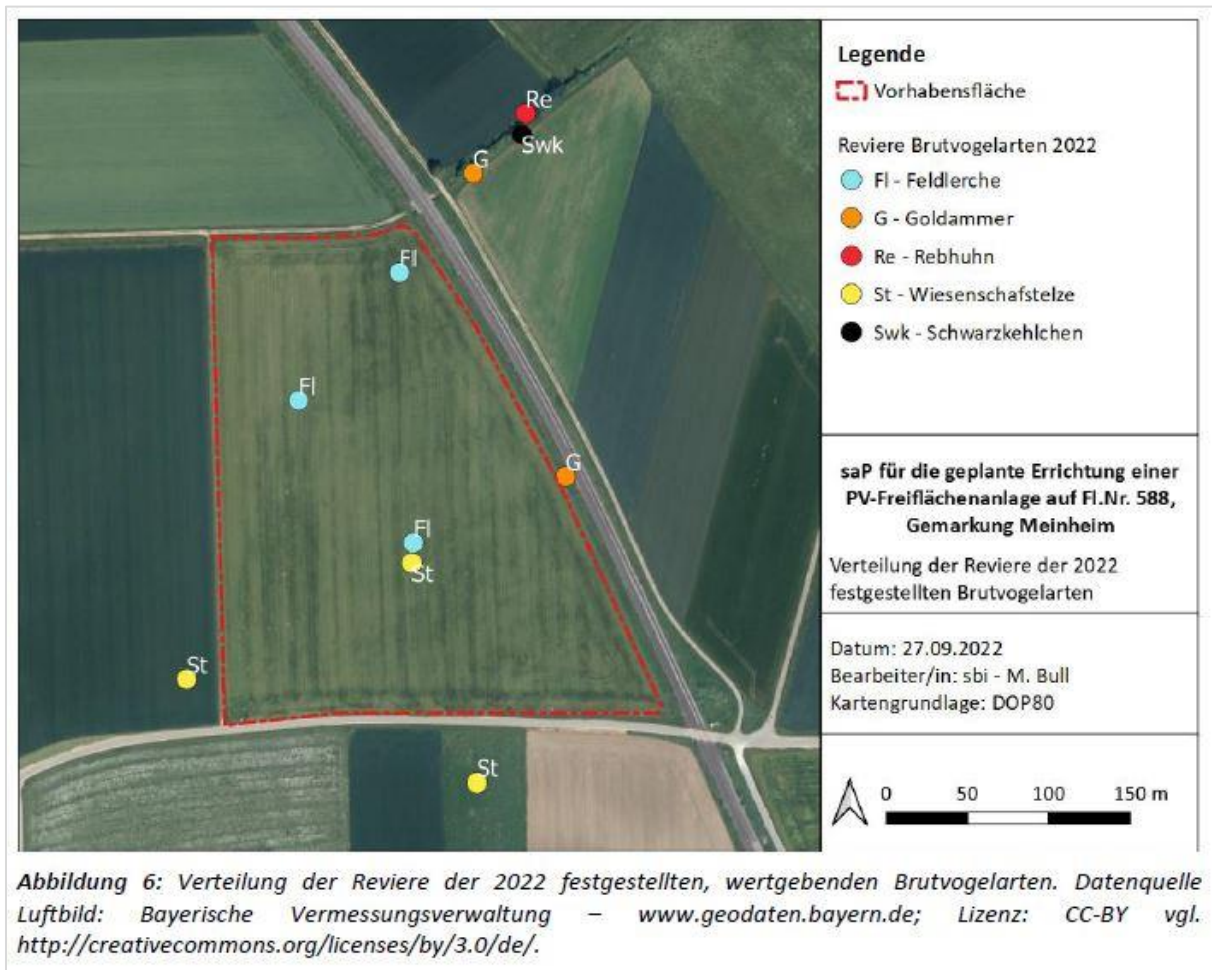 Re
Swk
G
Fl
Fl
G
Fl
St
St
St
Legende
Vorhabensfläche
Reviere Brutvogelarten 2022
Fl - Feldlerche
G - Goldammer
Re - Rebhuhn
St - Wiesenschafstelze
Swk - Schwarzkehlchen
saP für die geplante Errichtung einer
PV-Freiflächenanlage auf Fl.Nr. 588,
Gemarkung Meinheim
Verteilung der Reviere der 2022
festgestellten Brutvogelarten
Datum: 27.09.2022
Bearbeiter/in: sbi - M. Bull
Kartengrundlage: DOP80
0 50 100 150 m
Abbildung 6: Verteilung der Reviere der 2022 festgestellten, wertgebenden Brutvogelarten. Datenquelle
Luftbild: Bayerische Vermessungsverwaltung – www.geodaten.bayern.de; Lizenz: CC-BY vgl.
http://creativecommons.org/licenses/by/3.0/de/.